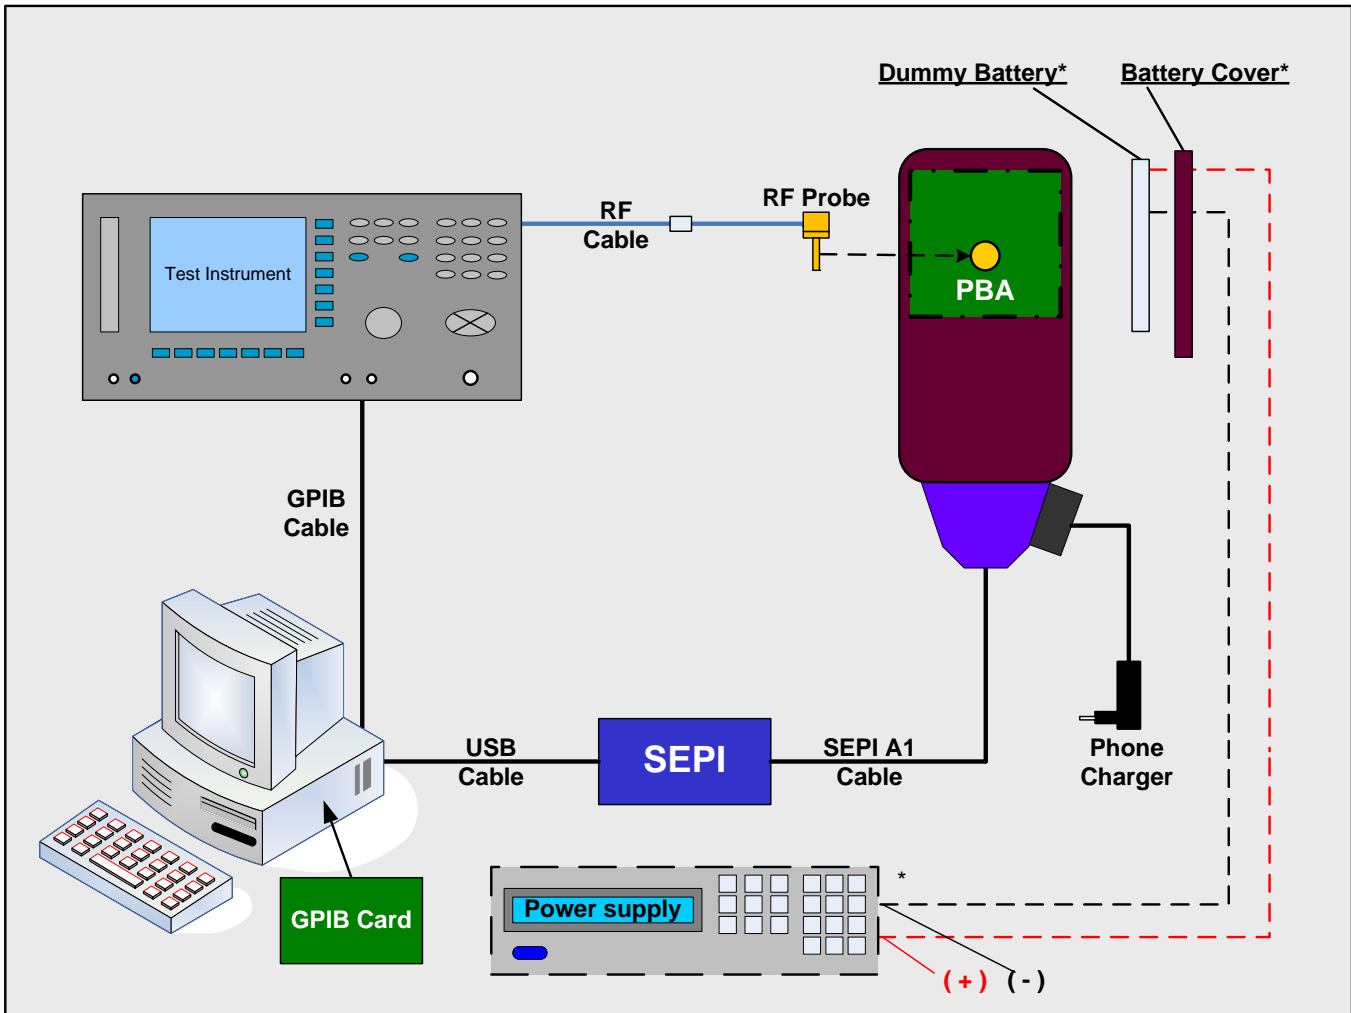 Dummy Battery*
Battery Cover*
RF Probe
RF
Cable
Test Instrument
PBA
GPIB
Cable
USB
Cable
SEPI
SEPI A1
Cable
Phone
Charger
GPIB Card
Power supply
*
( + )
( - )